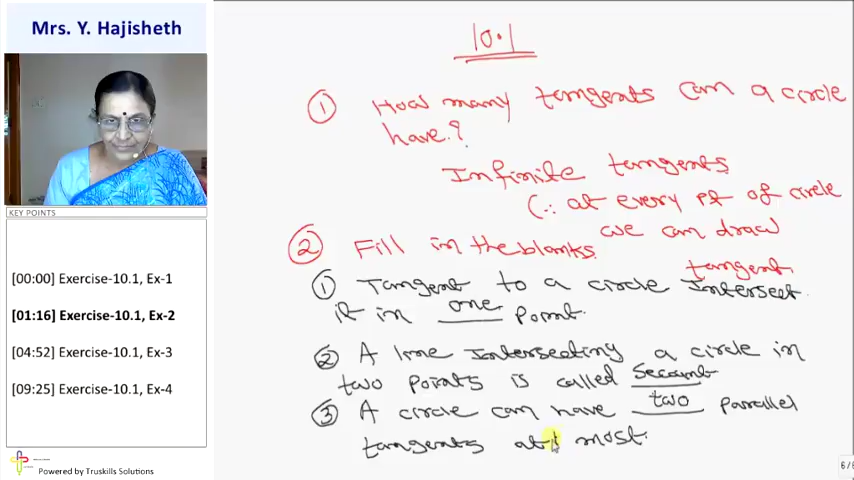 Mrs. Y. Hajisheth
KEY POINTS
[00:00] Exercise-10.1, Ex-1
[01:16] Exercise-10.1, Ex-2
[04:52] Exercise-10.1, Ex-3
[09:25] Exercise-10.1, Ex-4
Powered by Truskills Solutions
10.1
① How many tangents can a circle
have?
Infinite tangents
(∵ at every pt of circle
we can draw
tangent.
② Fill in the blanks.
① Tangent to a circle Intersect
it in one point.
② A line Intersecting a circle in
two points is called Secant
③ A circle can have two parallel
tangents at most.
6/6